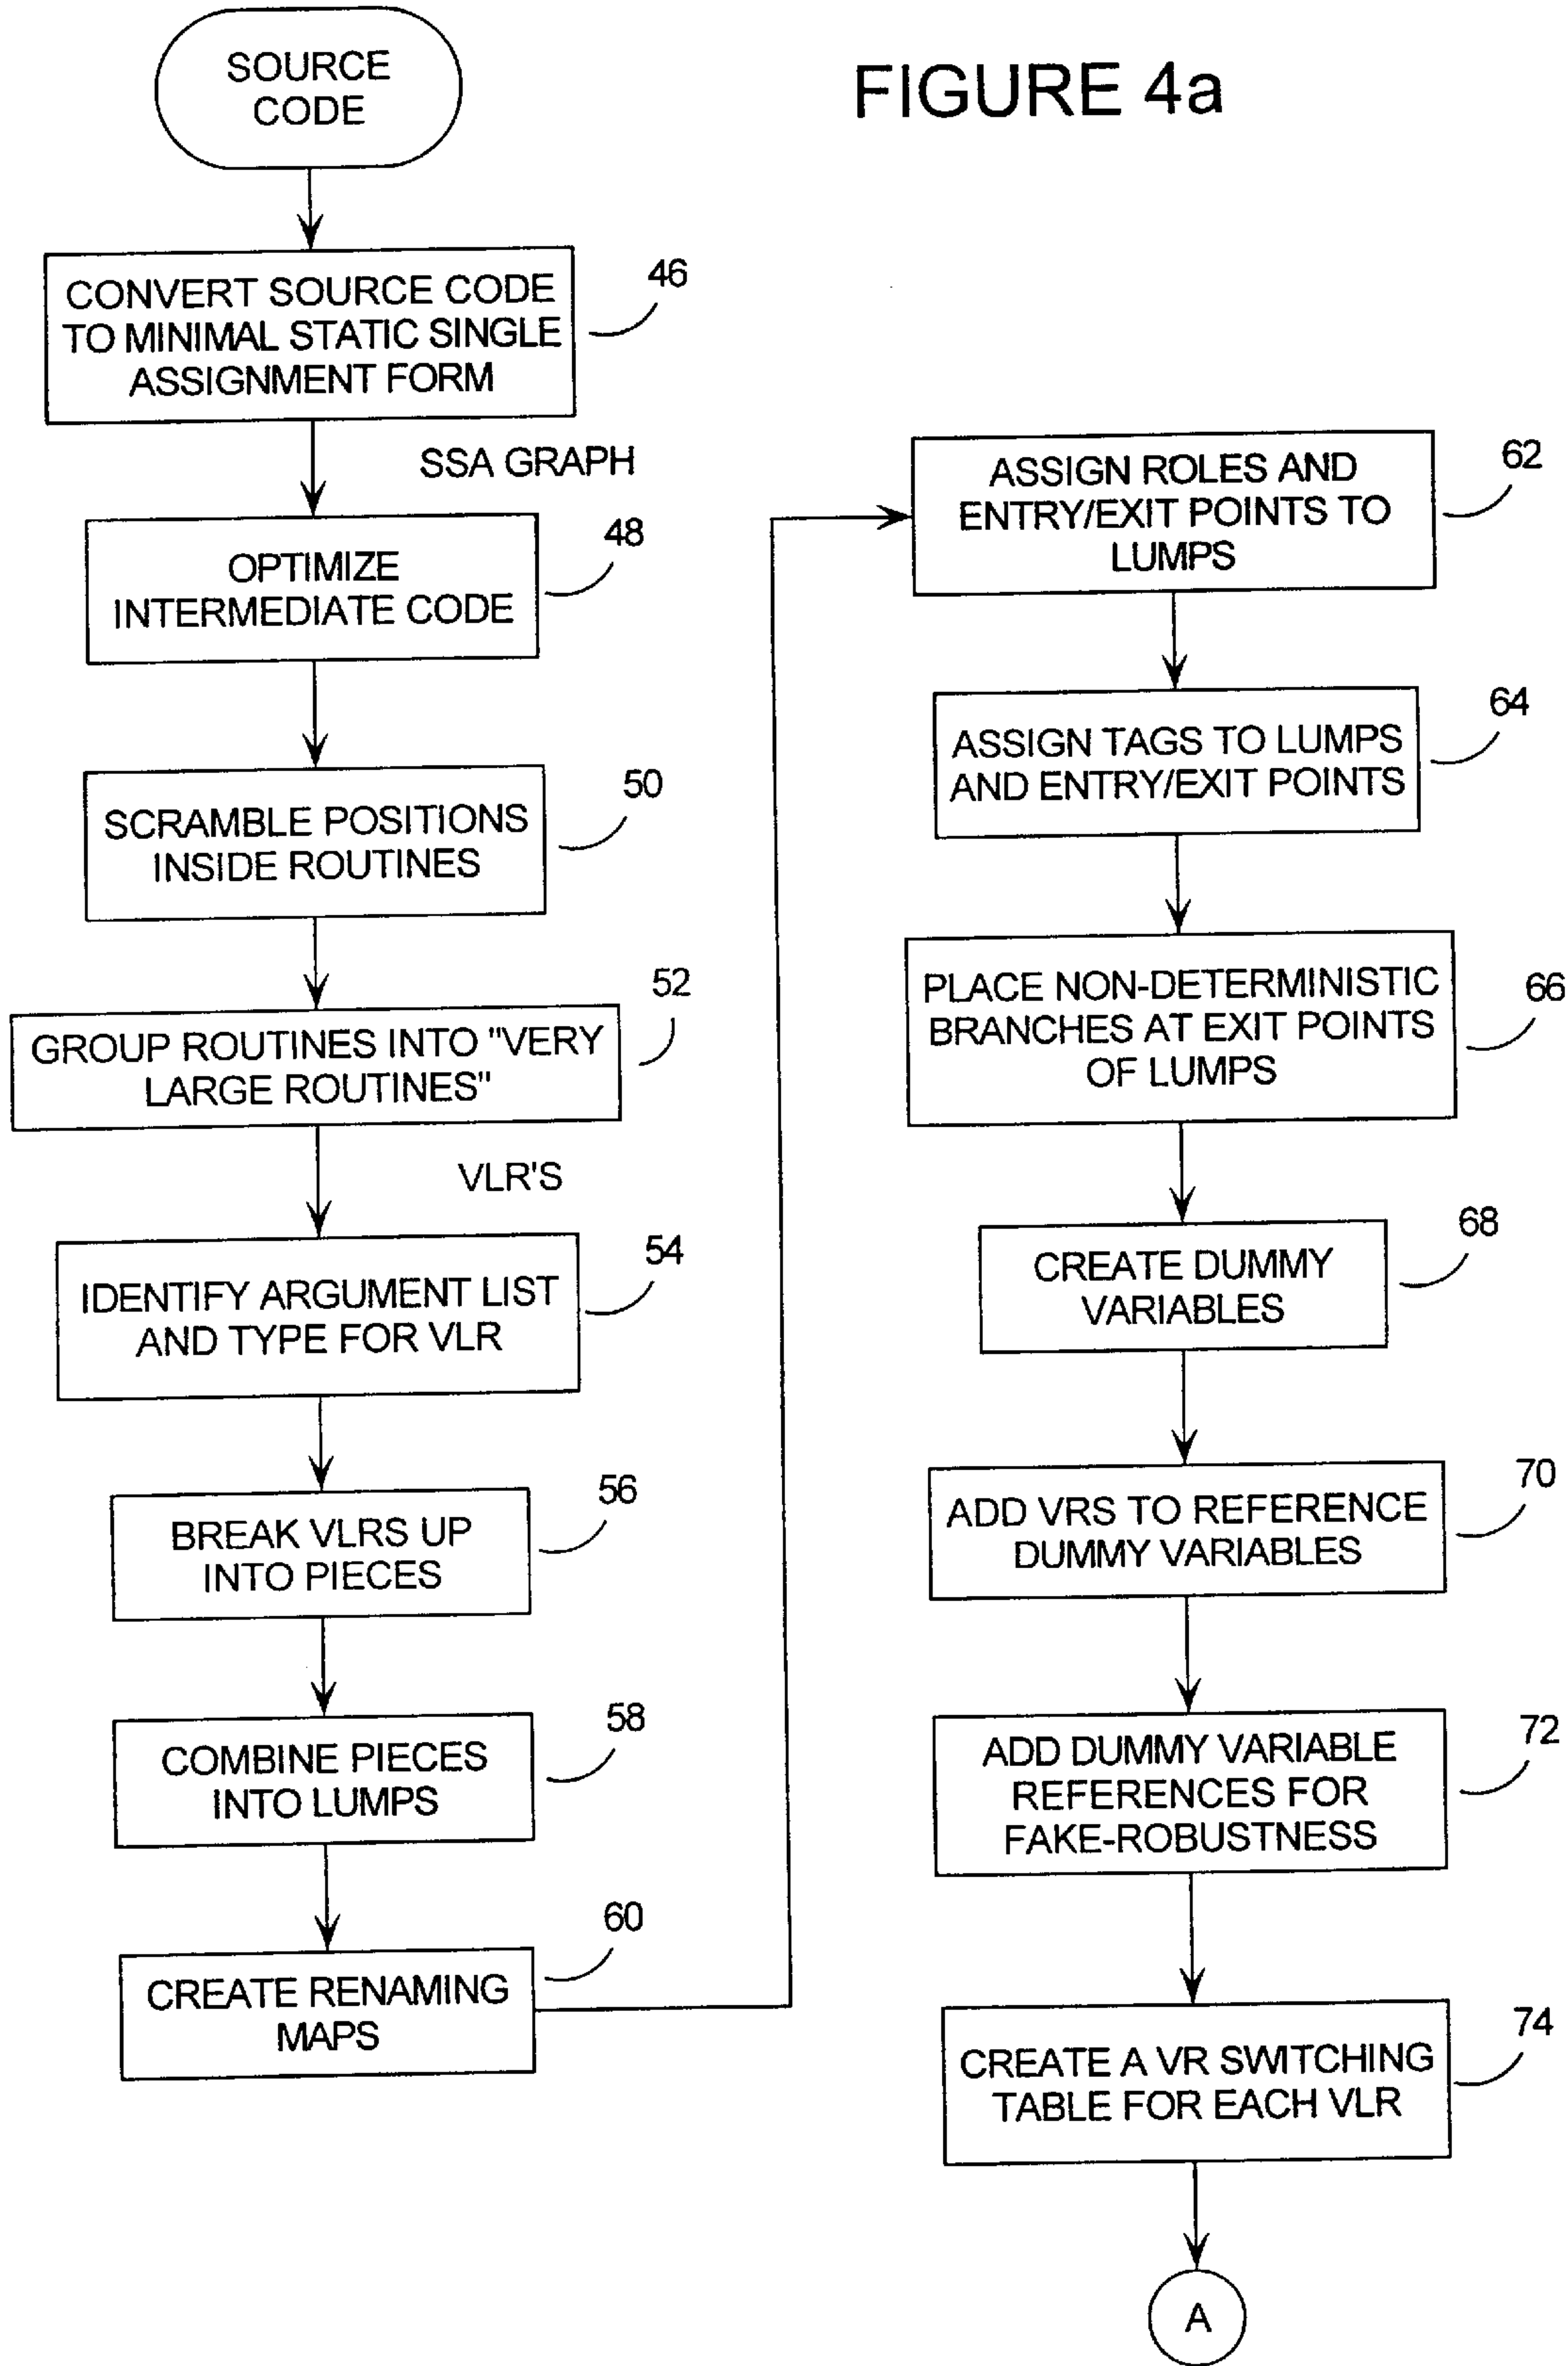 FIGURE 4a
SOURCE
CODE
CONVERT SOURCE CODE
TO MINIMAL STATIC SINGLE
ASSIGNMENT FORM
46
SSA GRAPH
OPTIMIZE
INTERMEDIATE CODE
48
SCRAMBLE POSITIONS
INSIDE ROUTINES
50
GROUP ROUTINES INTO "VERY
LARGE ROUTINES"
52
VLR'S
IDENTIFY ARGUMENT LIST
AND TYPE FOR VLR
54
BREAK VLRS UP
INTO PIECES
56
COMBINE PIECES
INTO LUMPS
58
CREATE RENAMING
MAPS
60
ASSIGN ROLES AND
ENTRY/EXIT POINTS TO
LUMPS
62
ASSIGN TAGS TO LUMPS
AND ENTRY/EXIT POINTS
64
PLACE NON-DETERMINISTIC
BRANCHES AT EXIT POINTS
OF LUMPS
66
CREATE DUMMY
VARIABLES
68
ADD VRS TO REFERENCE
DUMMY VARIABLES
70
ADD DUMMY VARIABLE
REFERENCES FOR
FAKE-ROBUSTNESS
72
CREATE A VR SWITCHING
TABLE FOR EACH VLR
74
A